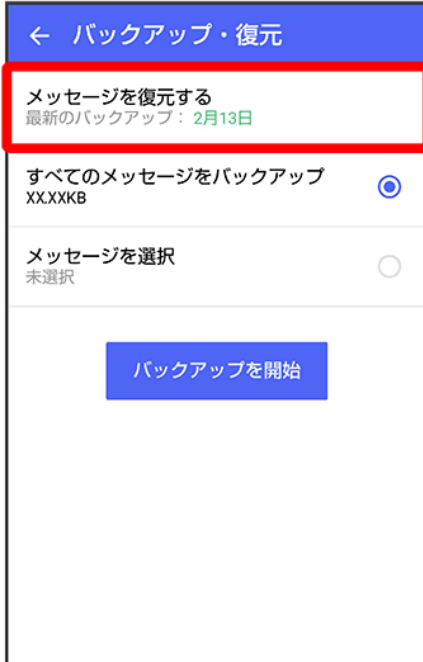 ← バックアップ・復元
メッセージを復元する
最新のバックアップ： 2月13日
すべてのメッセージをバックアップ
XX.XXKB
メッセージを選択
未選択
バックアップを開始